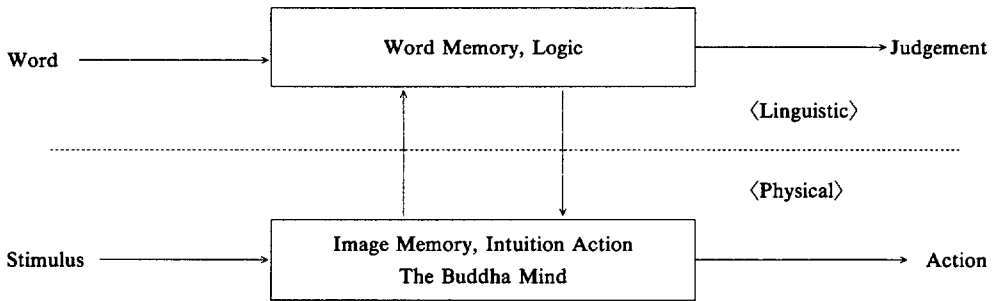 Word Memory, Logic
Word
Judgement
〈Linguistic〉
〈Physical〉
Image Memory, Intuition Action
Stimulus
Action
The Buddha Mind